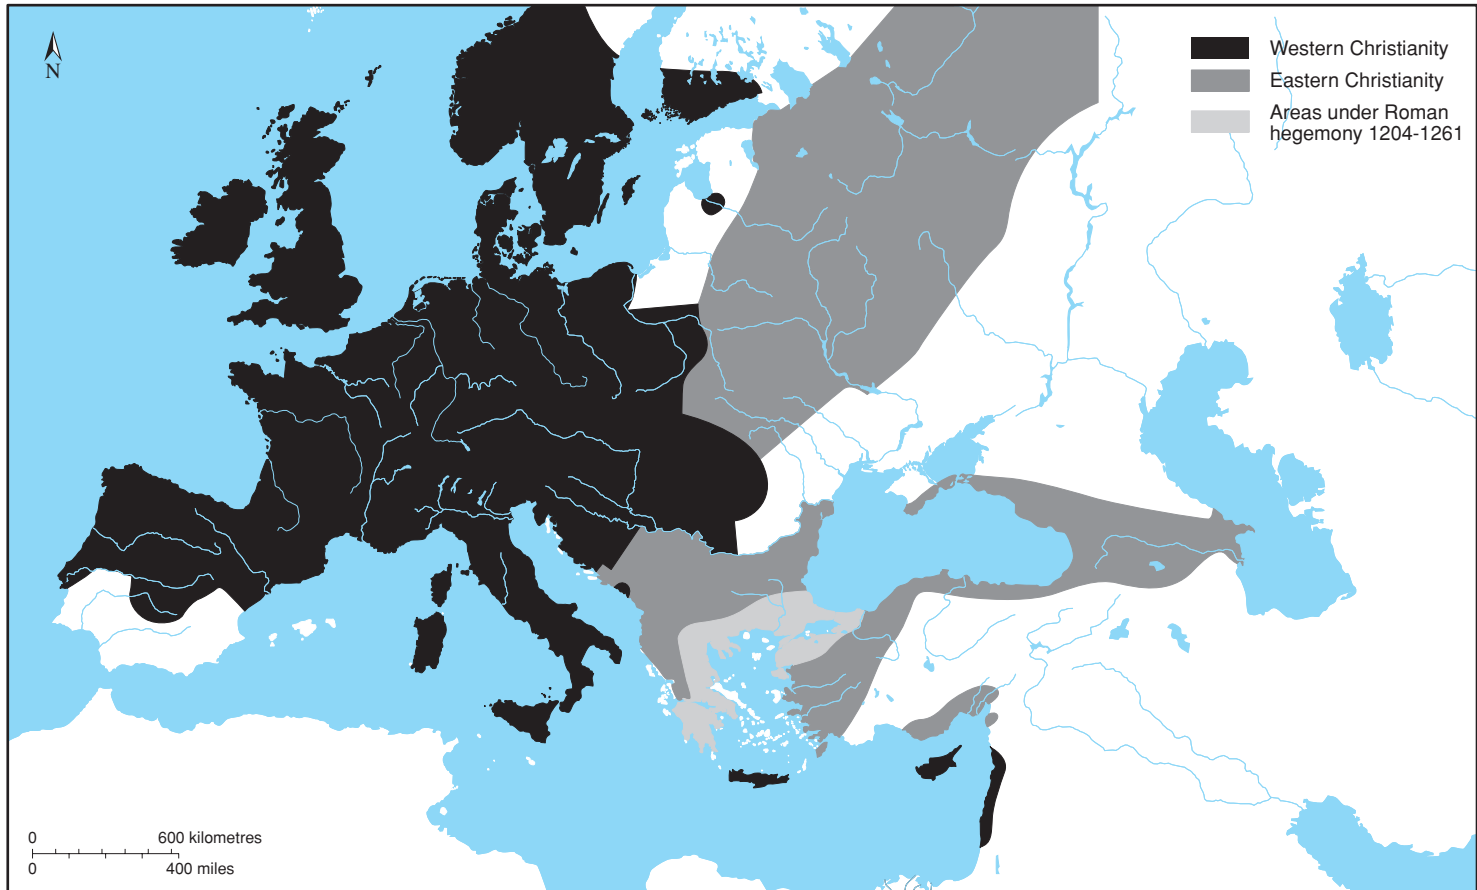 N
Western Christianity
Eastern Christianity
Areas under Roman
hegemony 1204-1261
0 600 kilometres
0 400 miles